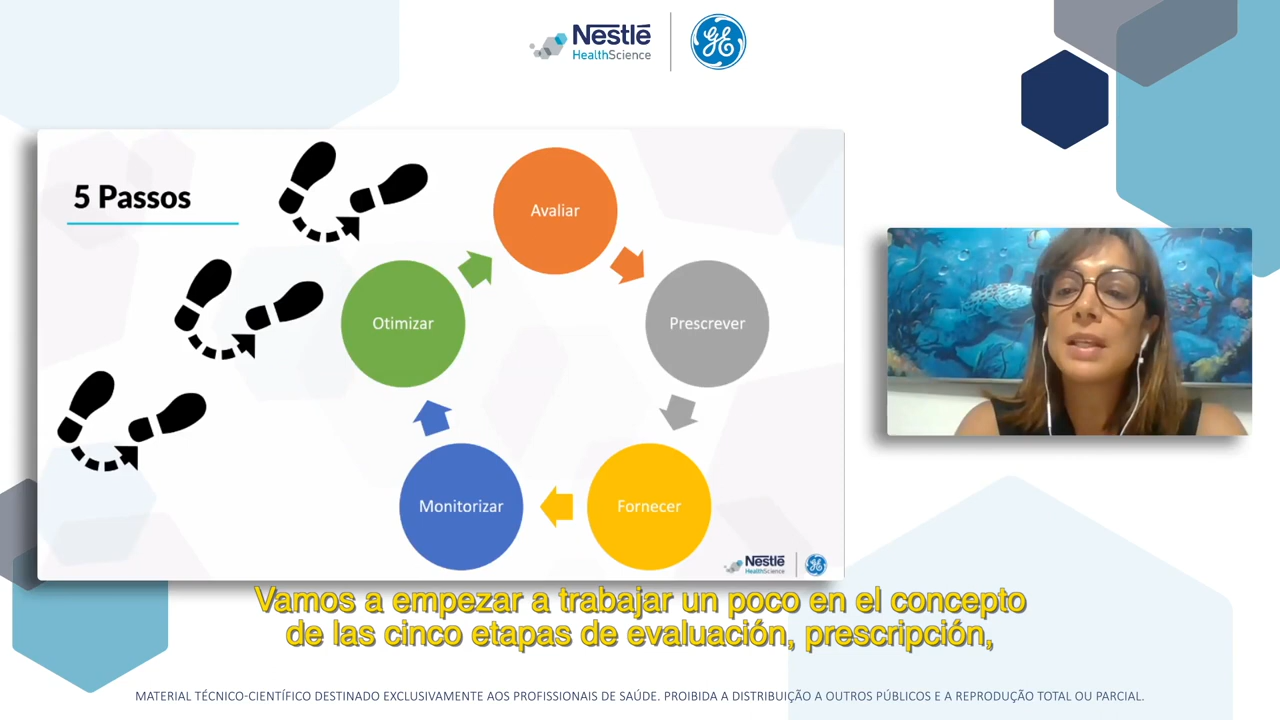 Nestlé
HealthScience
GE
5 Passos
Avaliar
Otimizar
Prescrever
Monitorizar
Fornecer
Nestlé
HealthScience
GE
Vamos a empezar a trabajar un poco en el concepto
de las cinco etapas de evaluación, prescripción,
MATERIAL TÉCNICO-CIENTÍFICO DESTINADO EXCLUSIVAMENTE AOS PROFISSIONAIS DE SAÚDE. PROIBIDA A DISTRIBUIÇÃO A OUTROS PÚBLICOS E A REPRODUÇÃO TOTAL OU PARCIAL.